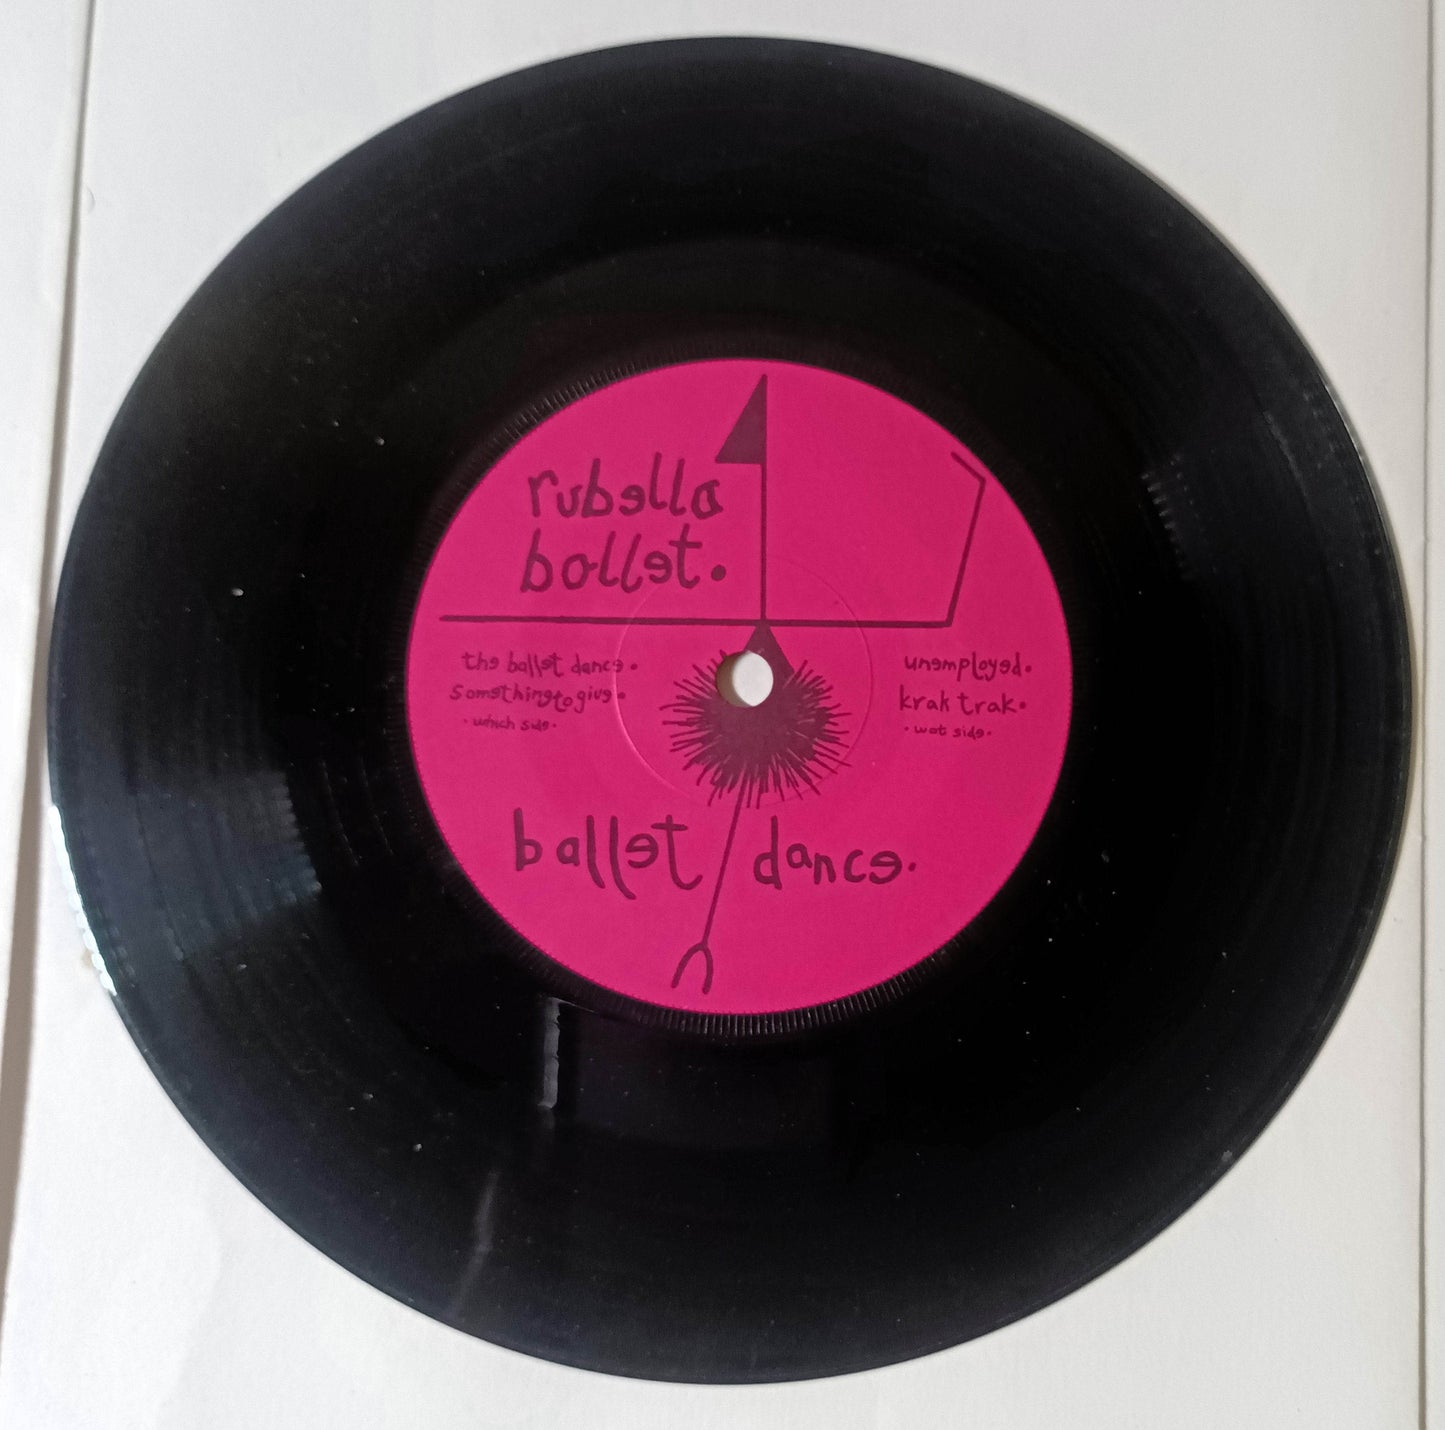 rubella
ballet.
the ballet dance.
something to give.
· which side ·
unemployed.
krak trak.
· wot side ·
ballet dance.